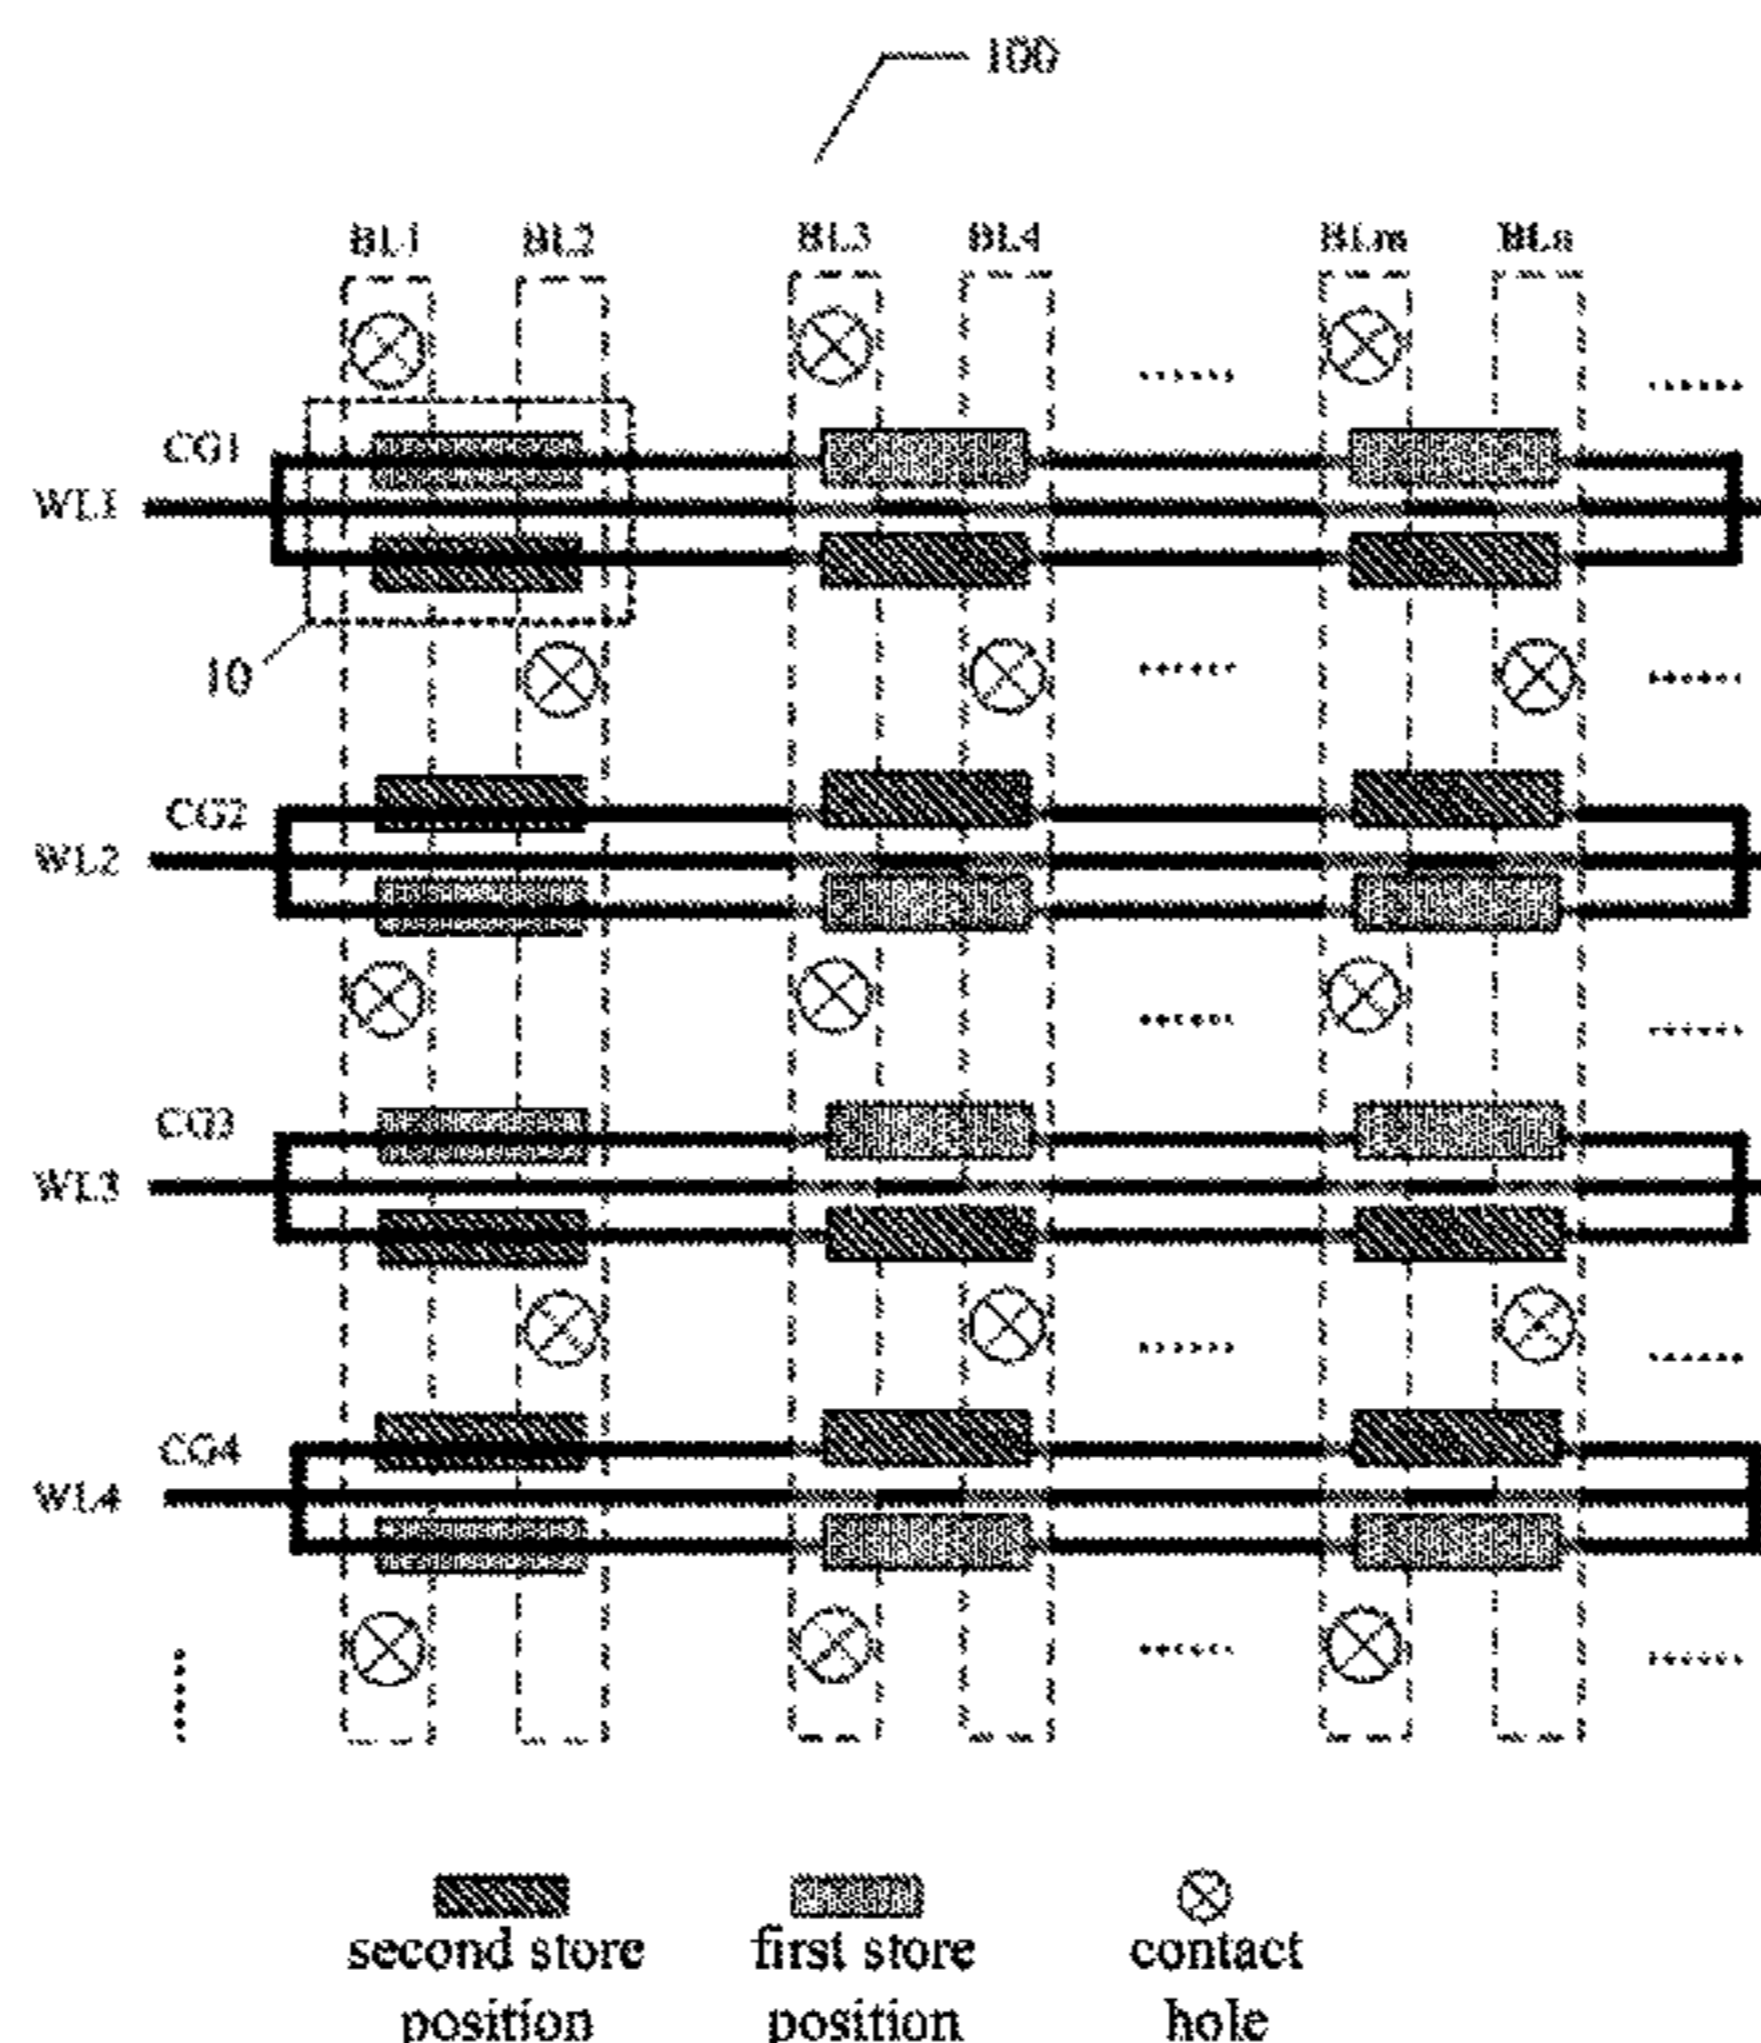 100
BL1 BL2 BL3 BL4 BLm BLn
CG1
WL1
10
CG2
WL2
CG3
WL3
CG4
WL4
second store position
first store position
contact hole